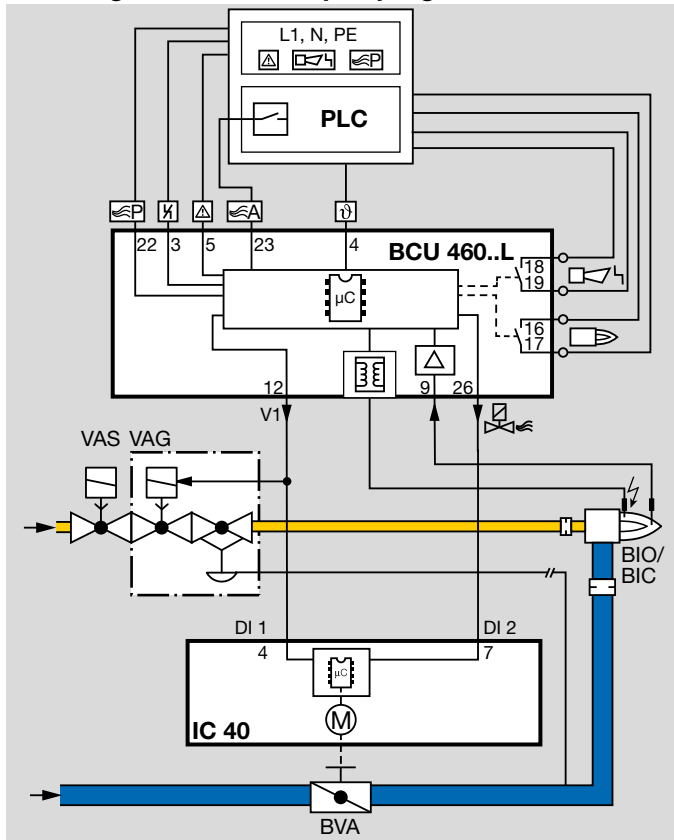 L1, N, PE
P
PLC
P
A
ϑ
22 3 5 23 4
BCU 460..L
18
19
µC
16
17
12
9 26
V1
VAS VAG
BIO/
BIC
DI 1
DI 2
4
7
µC
M
IC 40
BVA